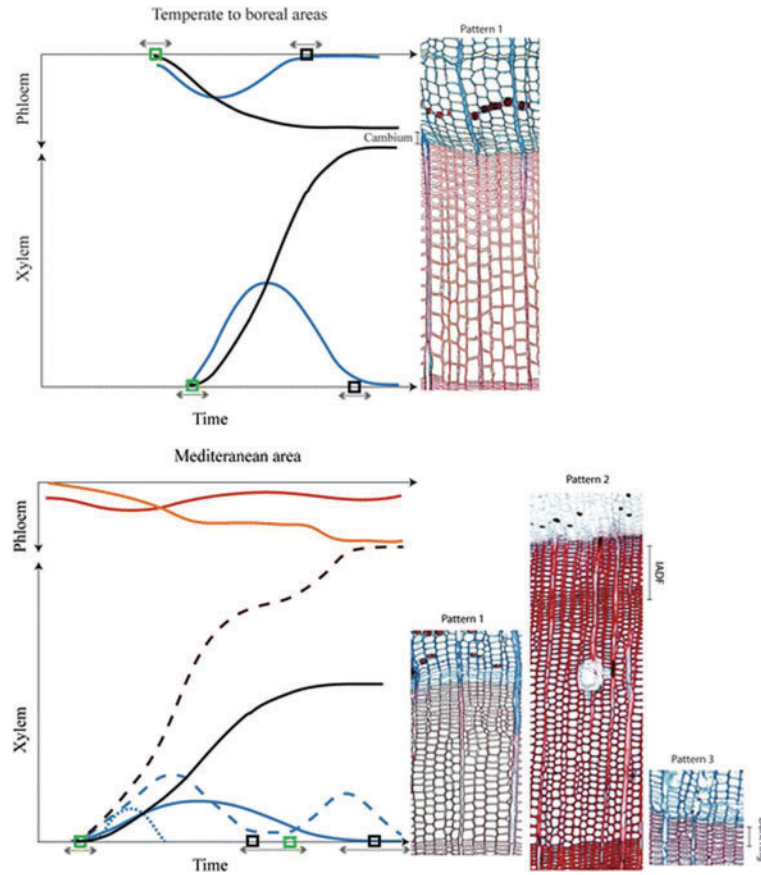 Temperate to boreal areas
Pattern 1
Phloem
Cambium
Xylem
Time
Mediteranean area
Pattern 2
Phloem
IADF
Pattern 1
Xylem
Pattern 3
Time